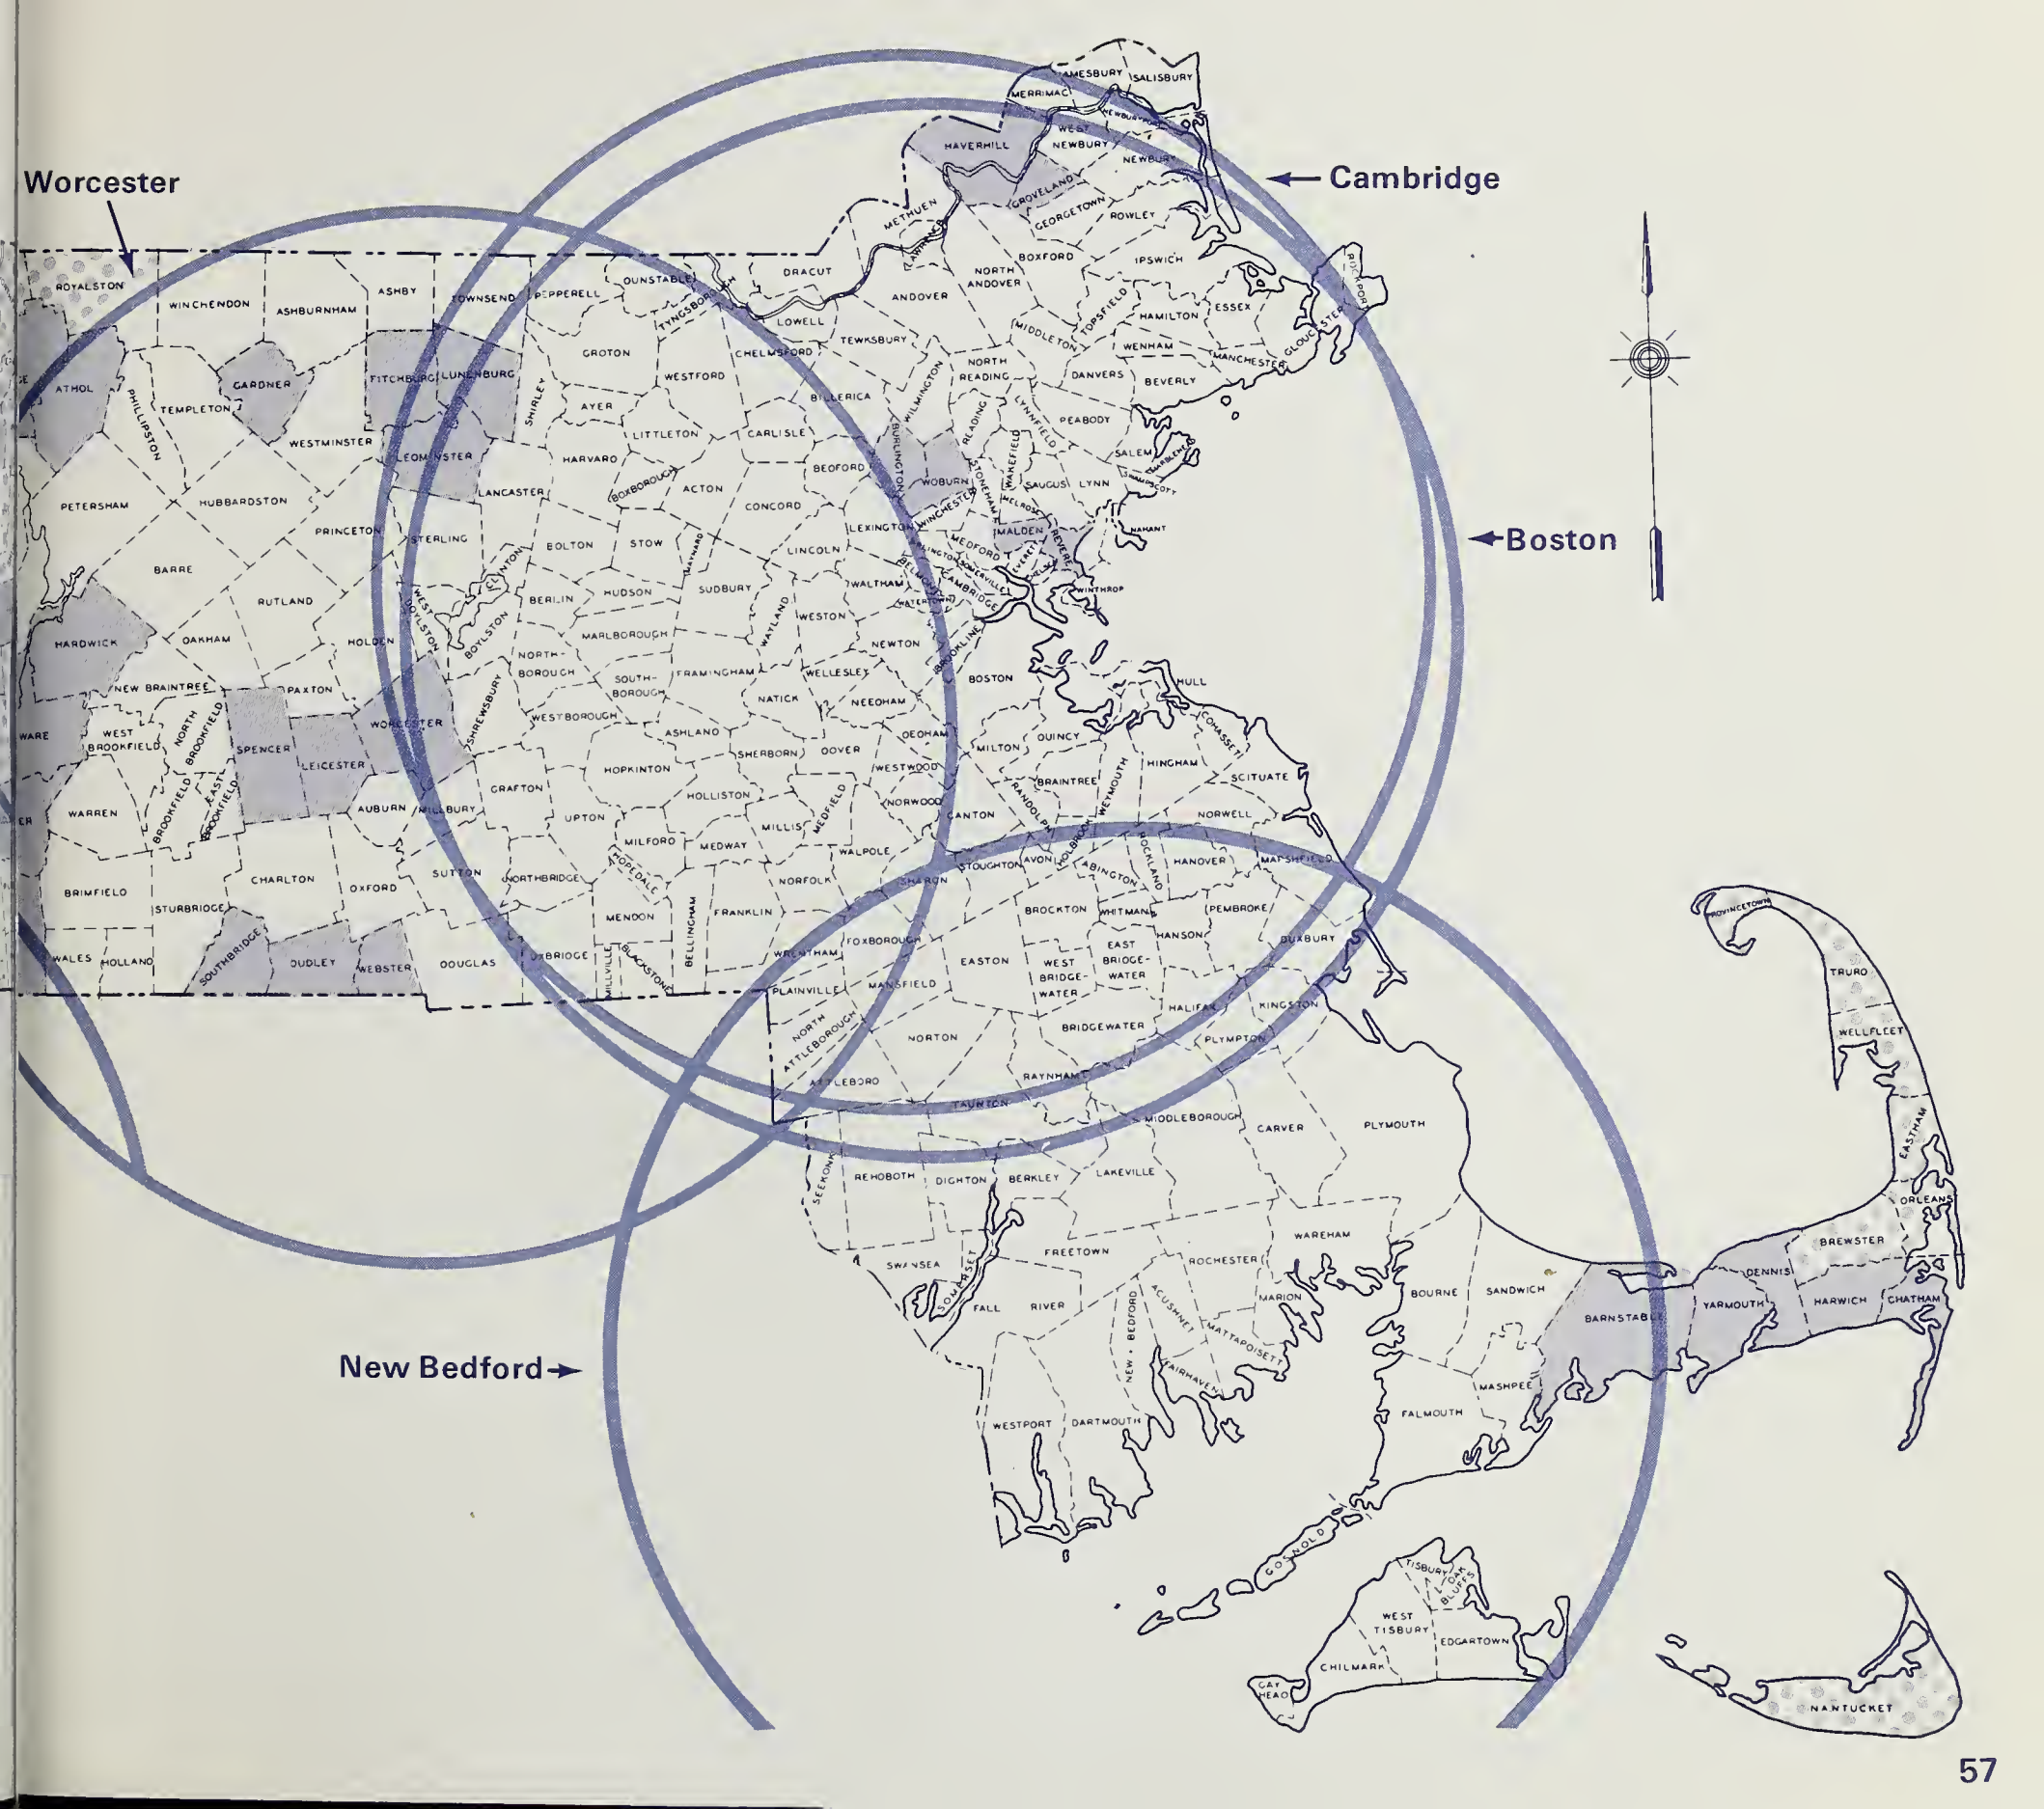 Worcester
Cambridge
Boston
New Bedford
AMESBURY
SALISBURY
MERRIMAC
NEWBURYPORT
HAVERHILL
WEST
NEWBURY
NEWBURY
GROVELAND
GEORGETOWN
ROWLEY
METHUEN
LAWRENCE
BOXFORD
IPSWICH
NORTH
ANDOVER
ANDOVER
DRACUT
ROCKPORT
GLOUCESTER
ESSEX
HAMILTON
TOPSFIELD
MIDDLETON
WENHAM
MANCHESTER
DANVERS
BEVERLY
NORTH
READING
LOWELL
TEWKSBURY
CHELMSFORD
DUNSTABLE
TYNGSBOROUGH
PEPPERELL
TOWNSEND
ASHBY
ASHBURNHAM
WINCHENDON
ROYALSTON
ATHOL
PHILLIPSTON
TEMPLETON
GARDNER
WESTMINSTER
FITCHBURG
LUNENBURG
SHIRLEY
GROTON
WESTFORD
AYER
LITTLETON
CARLISLE
BILLERICA
WILMINGTON
BURLINGTON
READING
LYNNFIELD
PEABODY
WAKEFIELD
SALEM
MARBLEHEAD
SWAMPSCOTT
LYNN
SAUGUS
STONEHAM
MELROSE
WOBURN
WINCHESTER
BEDFORD
LEOMINSTER
HARVARD
BOXBOROUGH
ACTON
CONCORD
LEXINGTON
MALDEN
REVERE
NAHANT
MEDFORD
ARLINGTON
SOMERVILLE
EVERETT
CHELSEA
BELMONT
CAMBRIDGE
WINTHROP
WATERTOWN
WALTHAM
LINCOLN
PETERSHAM
HUBBARDSTON
PRINCETON
STERLING
LANCASTER
BOLTON
STOW
MAYNARD
SUDBURY
WAYLAND
WESTON
NEWTON
BROOKLINE
BOSTON
HULL
BARRE
RUTLAND
CLINTON
BERLIN
HUDSON
MARLBOROUGH
WEST
BOYLSTON
BOYLSTON
HOLDEN
OAKHAM
HARDWICK
NEW BRAINTREE
PAXTON
NORTH-
BOROUGH
SOUTH-
BOROUGH
FRAMINGHAM
WELLESLEY
NATICK
NEEDHAM
WARE
WEST
BROOKFIELD
NORTH
BROOKFIELD
SPENCER
LEICESTER
WORCESTER
SHREWSBURY
WESTBOROUGH
ASHLAND
SHERBORN
DOVER
DEDHAM
WESTWOOD
MILTON
QUINCY
COHASSET
HINGHAM
SCITUATE
BRAINTREE
WEYMOUTH
RANDOLPH
HOLBROOK
NORWELL
WARREN
BROOKFIELD
EAST
BROOKFIELD
AUBURN
MILLBURY
GRAFTON
UPTON
HOPKINTON
HOLLISTON
MEDFIELD
MILLIS
NORWOOD
CANTON
MILFORD
MEDWAY
WALPOLE
HOPEDALE
NORTHBRIDGE
SUTTON
OXFORD
CHARLTON
BRIMFIELD
STURBRIDGE
WALES
HOLLAND
SOUTHBRIDGE
DUDLEY
WEBSTER
DOUGLAS
UXBRIDGE
MILLVILLE
BLACKSTONE
MENDON
BELLINGHAM
FRANKLIN
NORFOLK
SHARON
STOUGHTON
AVON
ABINGTON
ROCKLAND
HANOVER
MARSHFIELD
BROCKTON
WHITMAN
PEMBROKE
HANSON
DUXBURY
WRENTHAM
FOXBOROUGH
EASTON
WEST
BRIDGE-
WATER
EAST
BRIDGE-
WATER
PLAINVILLE
MANSFIELD
HALIFAX
KINGSTON
NORTH
ATTLEBOROUGH
NORTON
BRIDGEWATER
PLYMPTON
ATTLEBORO
RAYNHAM
TAUNTON
MIDDLEBOROUGH
CARVER
PLYMOUTH
SEEKONK
REHOBOTH
DIGHTON
BERKLEY
LAKEVILLE
SWANSEA
SOMERSET
FREETOWN
FALL RIVER
ROCHESTER
WAREHAM
MARION
ACUSHNET
MATTAPOISETT
NEW BEDFORD
FAIRHAVEN
WESTPORT
DARTMOUTH
BOURNE
SANDWICH
MASHPEE
FALMOUTH
BARNSTABLE
YARMOUTH
DENNIS
BREWSTER
HARWICH
CHATHAM
ORLEANS
EASTHAM
WELLFLEET
TRURO
PROVINCETOWN
GOSNOLD
TISBURY
OAK
BLUFFS
WEST
TISBURY
EDGARTOWN
CHILMARK
GAY
HEAD
NANTUCKET
57